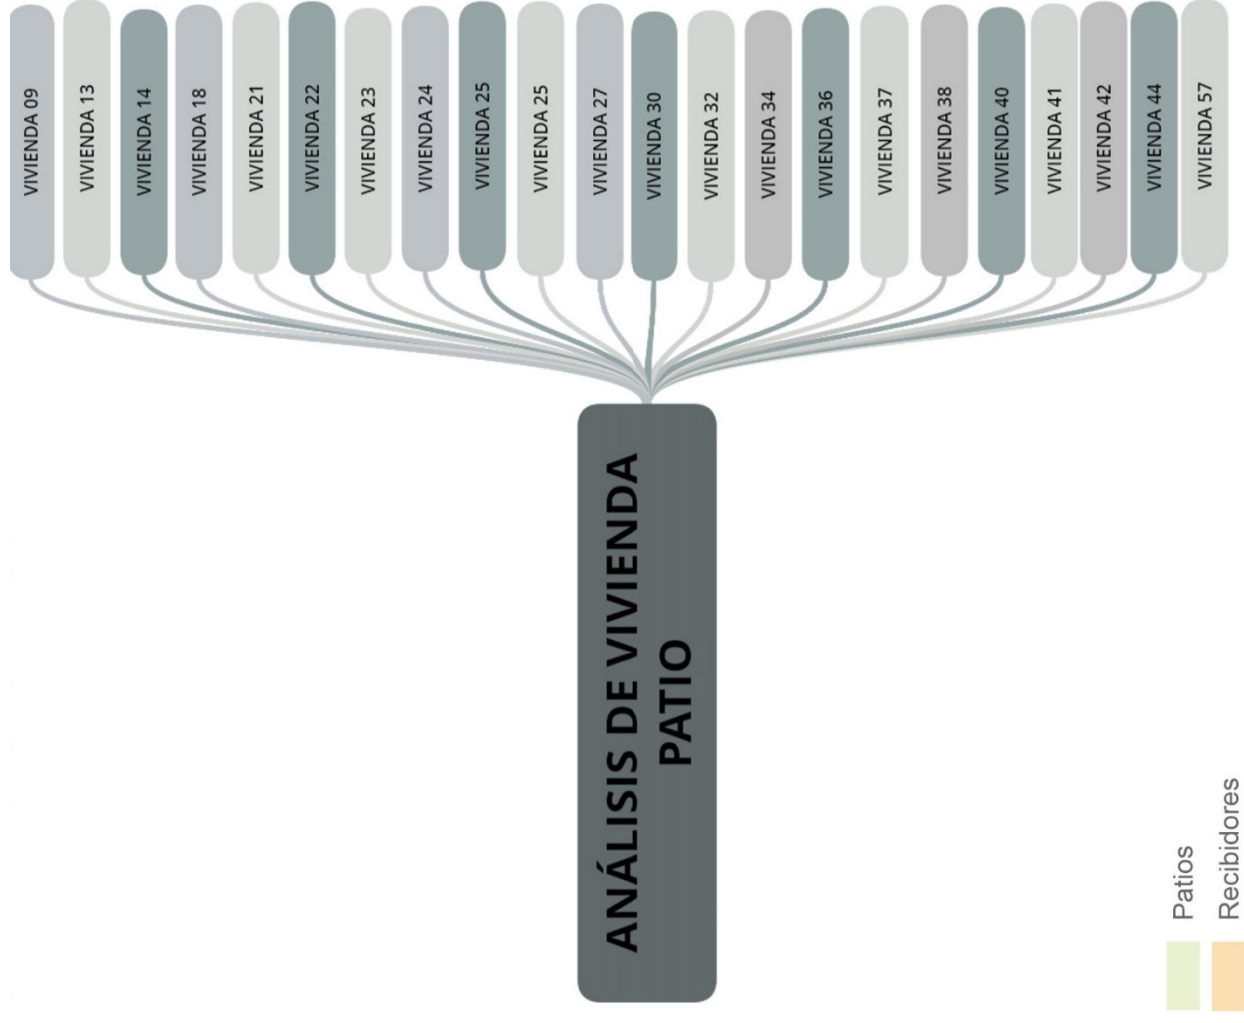 VIVIENDA 09
VIVIENDA 13
VIVIENDA 14
VIVIENDA 18
VIVIENDA 21
VIVIENDA 22
VIVIENDA 23
VIVIENDA 24
VIVIENDA 25
VIVIENDA 25
VIVIENDA 27
VIVIENDA 30
VIVIENDA 32
VIVIENDA 34
VIVIENDA 36
VIVIENDA 37
VIVIENDA 38
VIVIENDA 40
VIVIENDA 41
VIVIENDA 42
VIVIENDA 44
VIVIENDA 57
ANÁLISIS DE VIVIENDA
PATIO
Patios
Recibidores